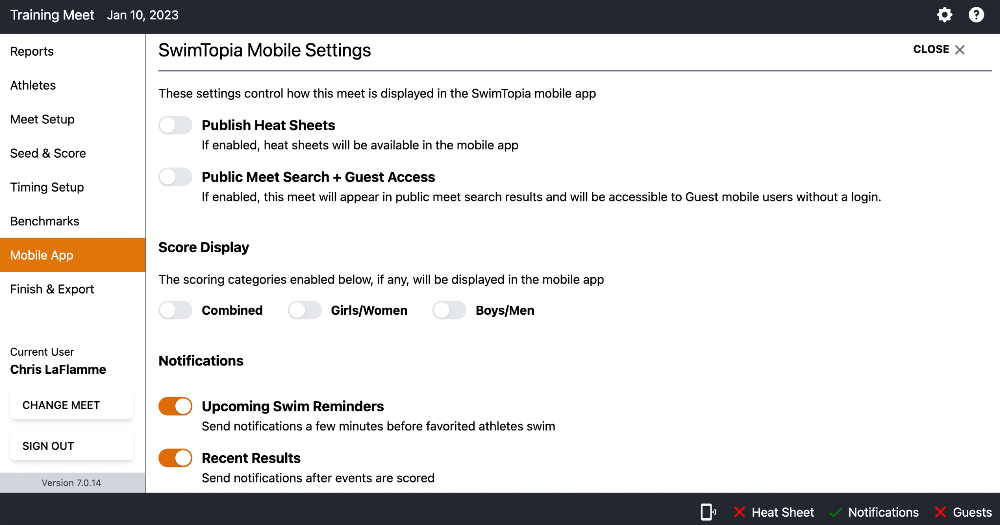 Training Meet Jan 10, 2023
Reports
Athletes
Meet Setup
Seed & Score
Timing Setup
Benchmarks
Mobile App
Finish & Export
Current User
Chris LaFlamme
CHANGE MEET
SIGN OUT
Version 7.0.14
SwimTopia Mobile Settings
CLOSE
These settings control how this meet is displayed in the SwimTopia mobile app
Publish Heat Sheets
If enabled, heat sheets will be available in the mobile app
Public Meet Search + Guest Access
If enabled, this meet will appear in public meet search results and will be accessible to Guest mobile users without a login.
Score Display
The scoring categories enabled below, if any, will be displayed in the mobile app
Combined Girls/Women Boys/Men
Notifications
Upcoming Swim Reminders
Send notifications a few minutes before favorited athletes swim
Recent Results
Send notifications after events are scored
Heat Sheet Notifications Guests